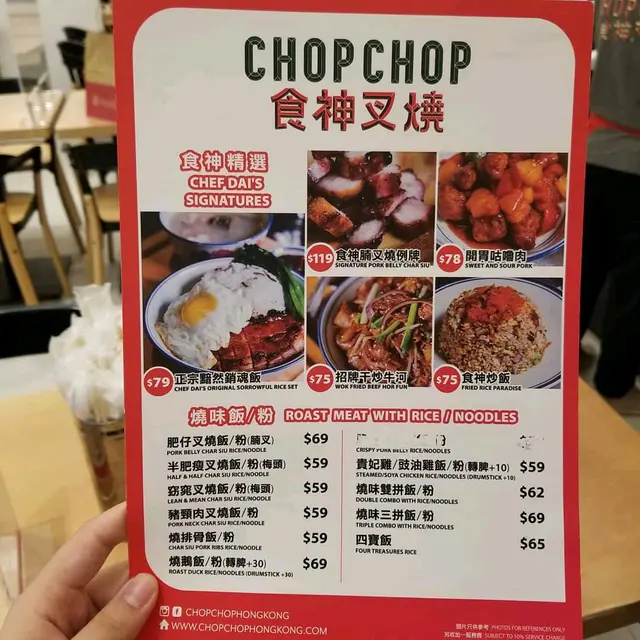 CHOP CHOP
食神叉燒
食神精選
CHEF DAI'S
SIGNATURES
$119 食神腩叉燒例牌
SIGNATURE PORK BELLY CHAR SIU
$78 開胃咕嚕肉
SWEET AND SOUR PORK
$79 正宗黯然銷魂飯
CHEF DAI'S ORIGINAL SORROWFUL RICE SET
$75 招牌干炒牛河
WOK FRIED BEEF HOR FUN
$75 食神炒飯
FRIED RICE PARADISE
燒味飯/粉 ROAST MEAT WITH RICE / NOODLES
肥仔叉燒飯/粉(腩叉) $69
PORK BELLY CHAR SIU RICE/NOODLE
半肥瘦叉燒飯/粉(梅頭) $59
HALF & HALF CHAR SIU RICE/NOODLE
窈窕叉燒飯/粉(梅頭) $59
LEAN & MEAN CHAR SIU RICE/NOODLE
豬頸肉叉燒飯/粉 $59
PORK NECK CHAR SIU RICE/NOODLE
燒排骨飯/粉 $59
CHAR SIU PORK RIBS RICE/NOODLE
燒鵝飯/粉(轉脾+30) $69
ROAST DUCK RICE/NOODLES (DRUMSTICK +30)
CRISPY PORK BELLY RICE/NOODLE
貴妃雞/豉油雞飯/粉(轉脾+10) $59
STEAMED/SOYA CHICKEN RICE/NOODLES (DRUMSTICK +10)
燒味雙拼飯/粉 $62
DOUBLE COMBO WITH RICE/NOODLES
燒味三拼飯/粉 $69
TRIPLE COMBO WITH RICE/NOODLES
四寶飯 $65
FOUR TREASURES RICE
CHOPCHOPHONGKONG
WWW.CHOPCHOPHONGKONG.COM
圖片只供參考 PHOTOS FOR REFERENCES ONLY
另收加一服務費 SUBJECT TO 10% SERVICE CHARGE